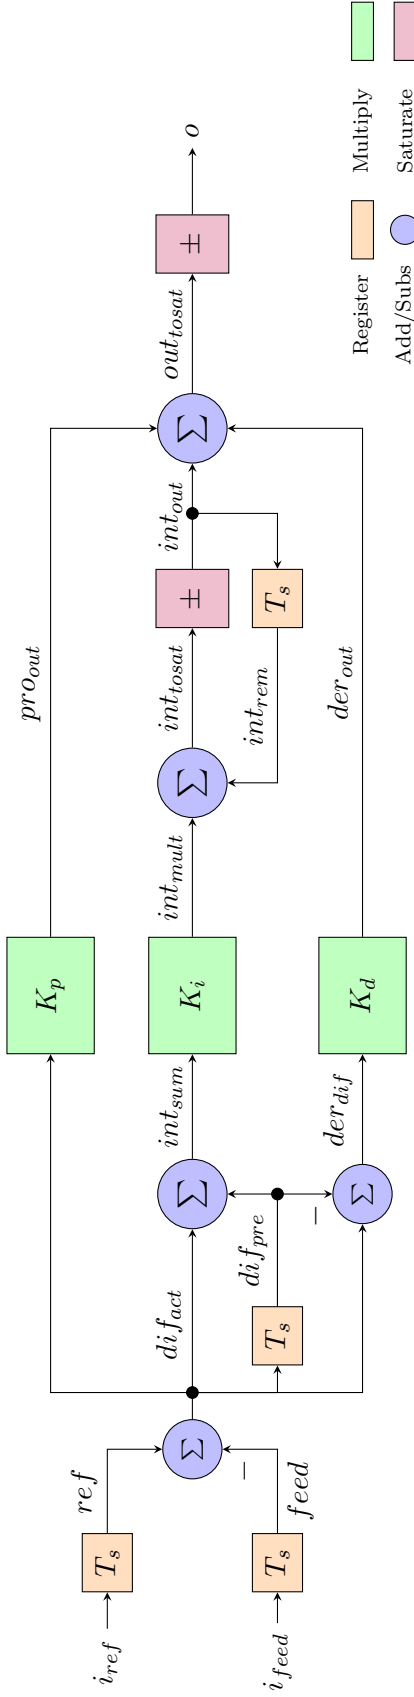 i_ref
T_s
ref
i_feed
T_s
feed
−
Σ
dif_act
T_s
dif_pre
−
Σ
Σ
int_sum
der_dif
K_p
K_i
K_d
pro_out
int_mult
Σ
int_tosat
±
int_out
T_s
int_rem
der_out
Σ
out_tosat
±
o
Register
Multiply
Add/Subs
Saturate